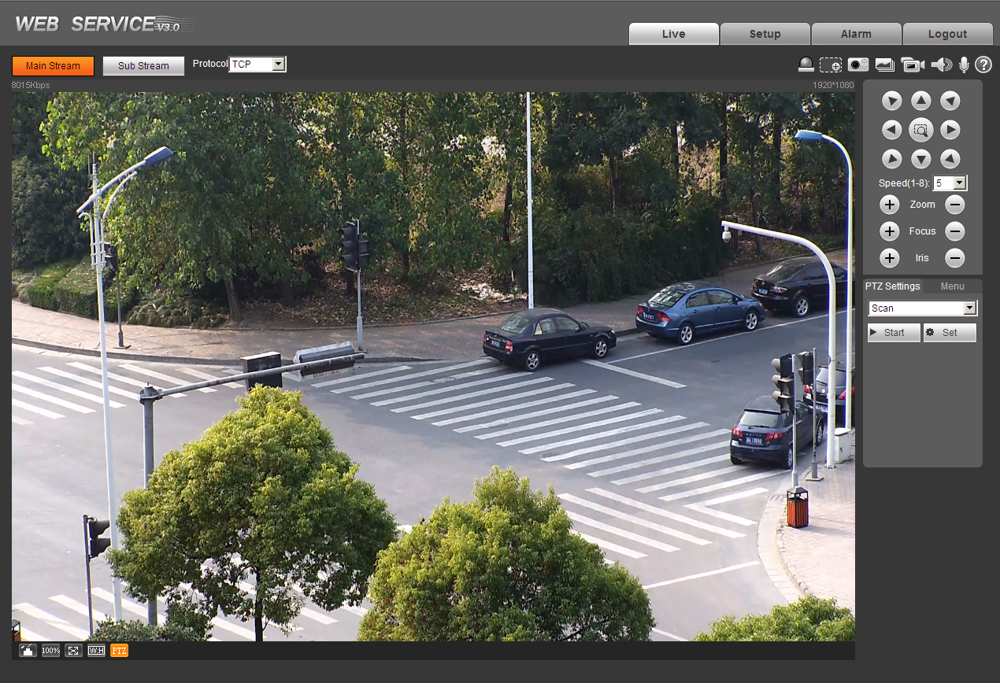 WEB SERVICE V3.0
Live Setup Alarm Logout
Main Stream Sub Stream Protocol TCP
8015Kbps 1920*1080
Speed(1-8): 5
Zoom
Focus
Iris
PTZ Settings Menu
Scan
Start Set
100% W:H PTZ